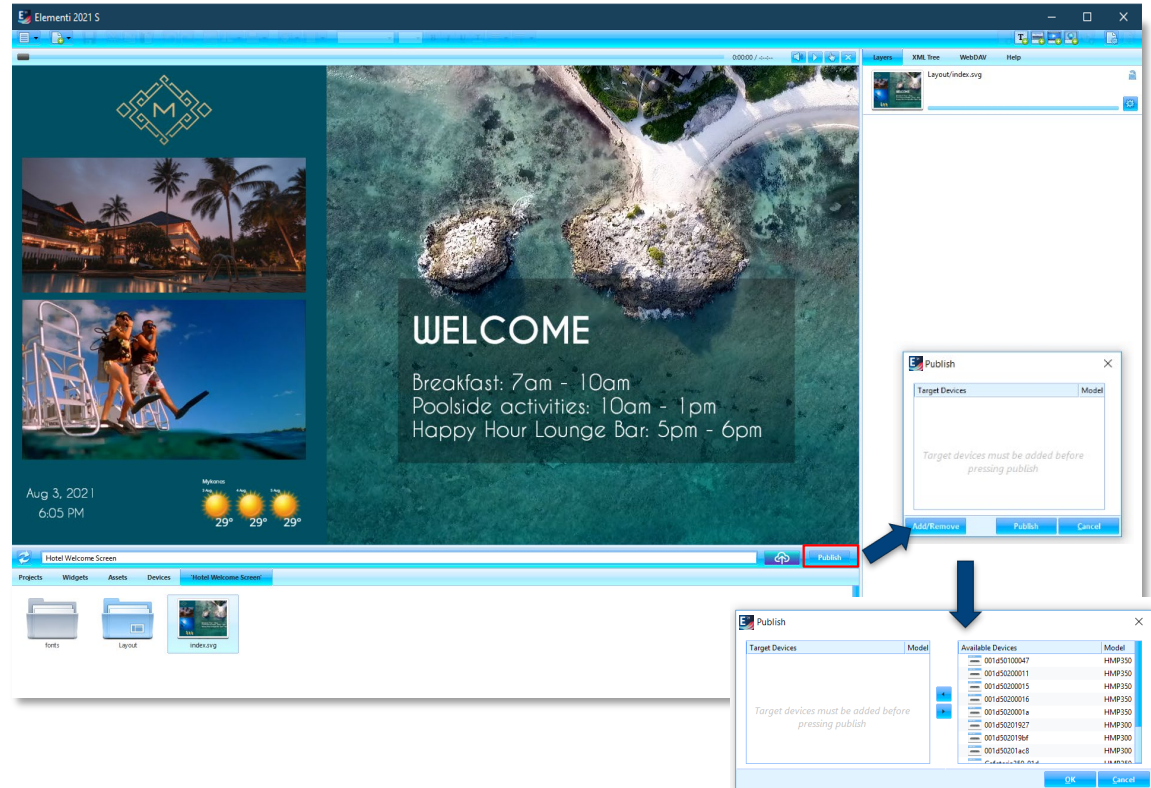 Elementi 2021 S
0:00:00 / --:--:--
Layers XML Tree WebDAV Help
Layout/index.svg
M
WELCOME
Breakfast: 7am - 10am
Poolside activities: 10am - 1pm
Happy Hour Lounge Bar: 5pm - 6pm
Aug 3, 2021
6:05 PM
Mykonos
29° 29° 29°
Hotel Welcome Screen
Publish
Projects Widgets Assets Devices 'Hotel Welcome Screen'
fonts Layout index.svg
Publish
Target Devices Model
Target devices must be added before
pressing publish
Add/Remove Publish Cancel
Publish
Target Devices Model
Target devices must be added before
pressing publish
Available Devices Model
001d50100047 HMP350
001d50200011 HMP350
001d50200015 HMP350
001d50200016 HMP350
001d5020001a HMP350
001d50201927 HMP300
001d502019bf HMP300
001d50201ac8 HMP300
OK Cancel